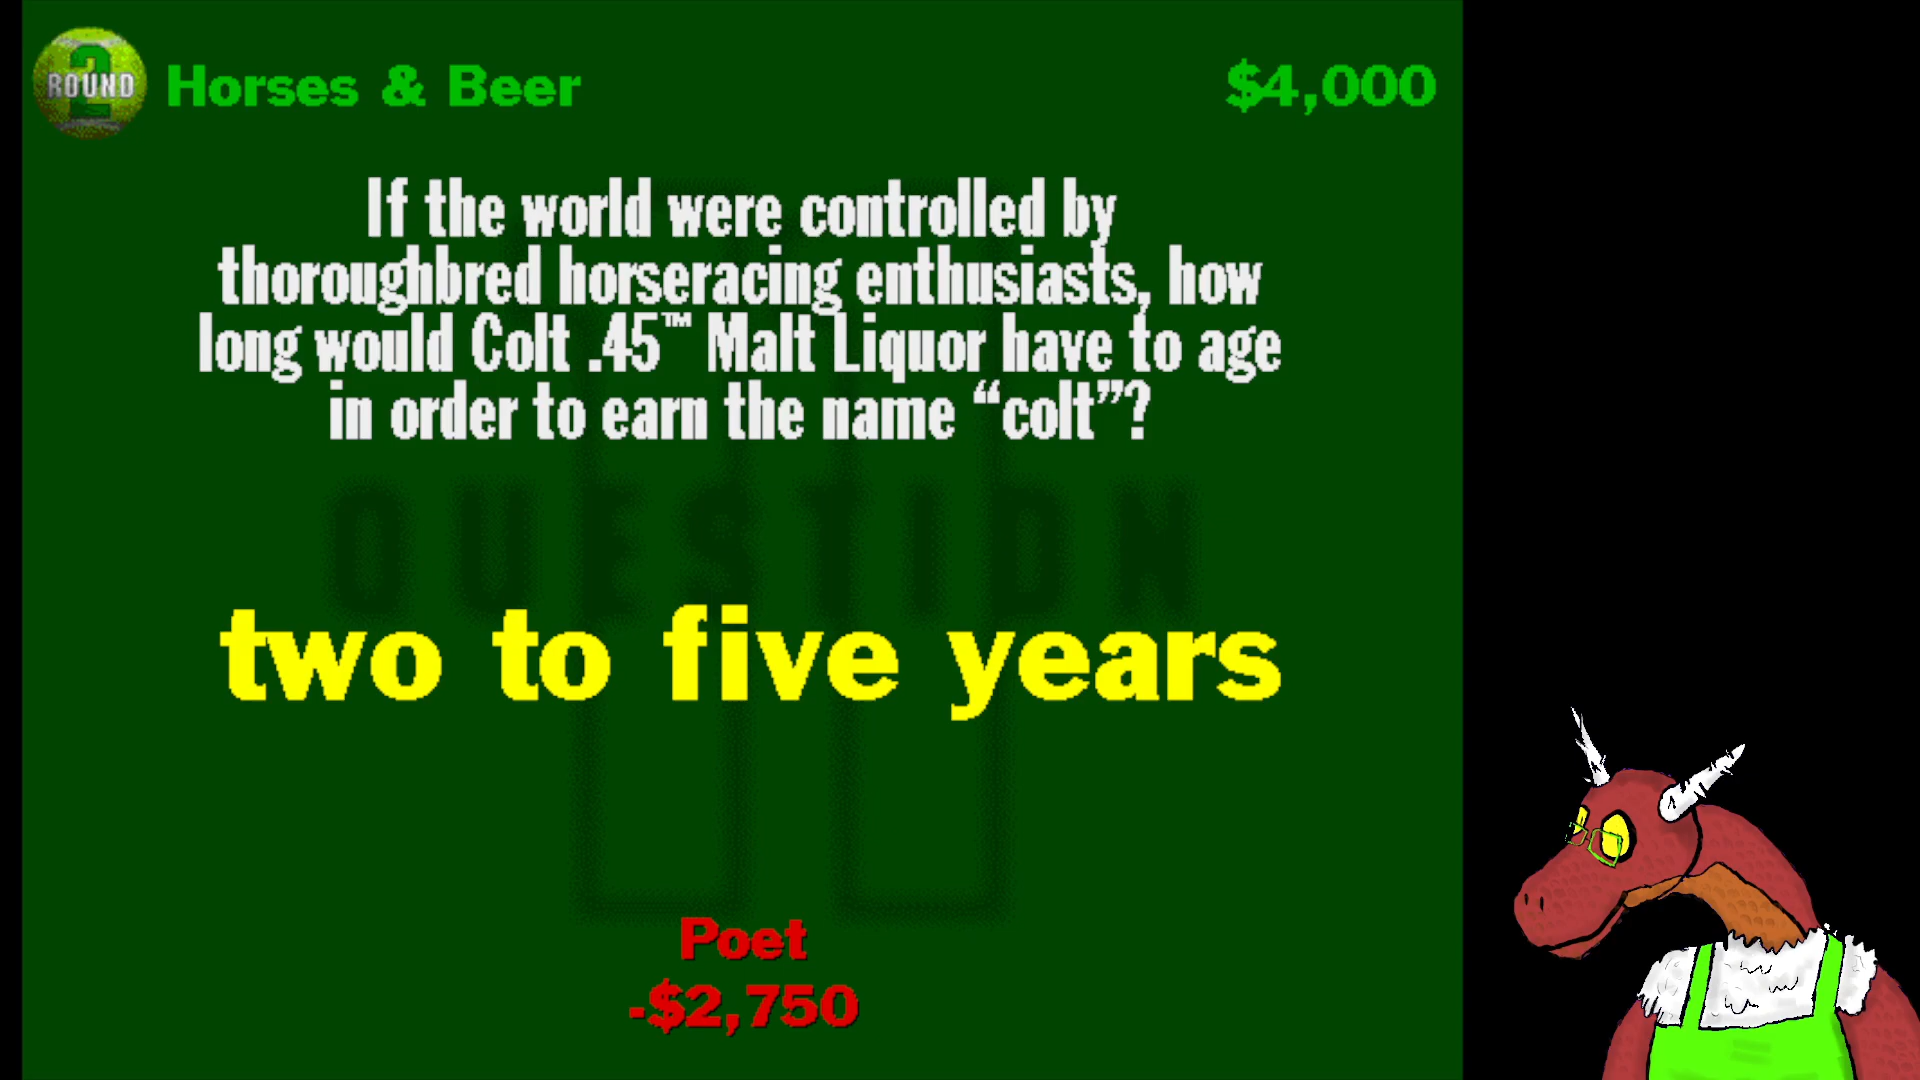 2
ROUND
Horses & Beer
$4,000
If the world were controlled by
thoroughbred horseracing enthusiasts, how
long would Colt .45™ Malt Liquor have to age
in order to earn the name “colt”?
QUESTION
two to five years
Poet
-$2,750